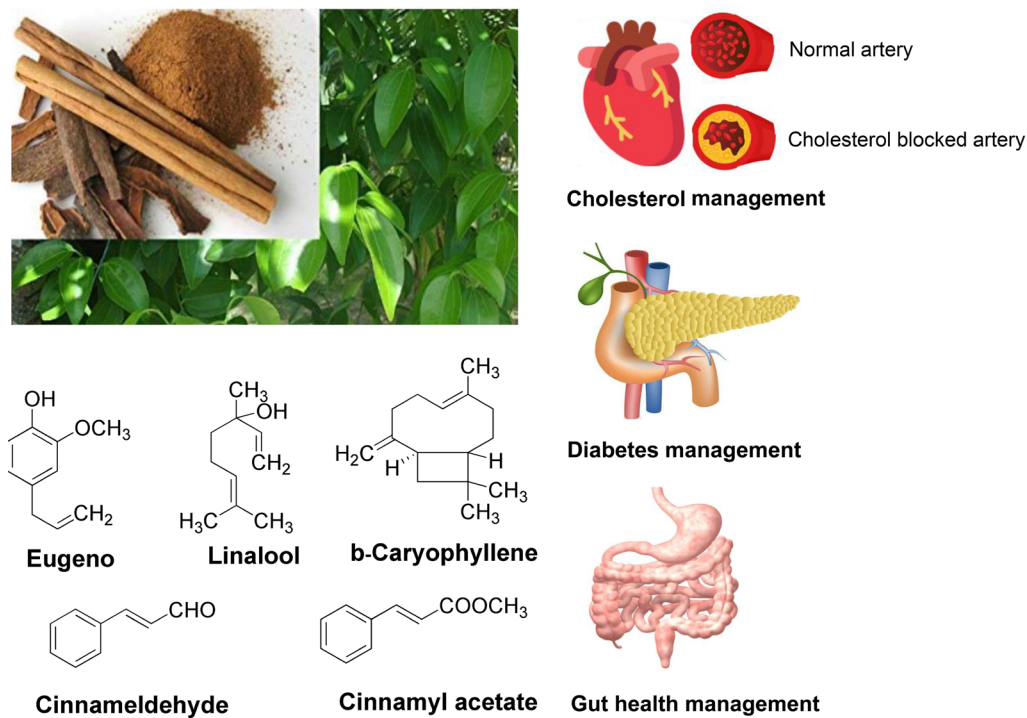 Normal artery
Cholesterol blocked artery
Cholesterol management
Diabetes management
OH
OCH₃
CH₂
Eugeno
CH₃
OH
CH₂
H₃C
CH₃
Linalool
CH₃
H₂C
H
H
CH₃
CH₃
b-Caryophyllene
CHO
Cinnameldehyde
COOCH₃
Cinnamyl acetate
Gut health management